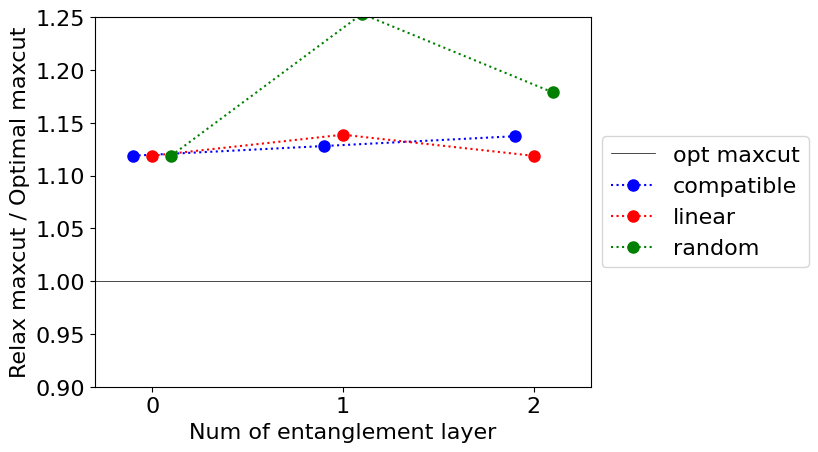 Relax maxcut / Optimal maxcut
1.25
1.20
1.15
1.10
1.05
1.00
0.95
0.90
0
1
2
Num of entanglement layer
opt maxcut
compatible
linear
random